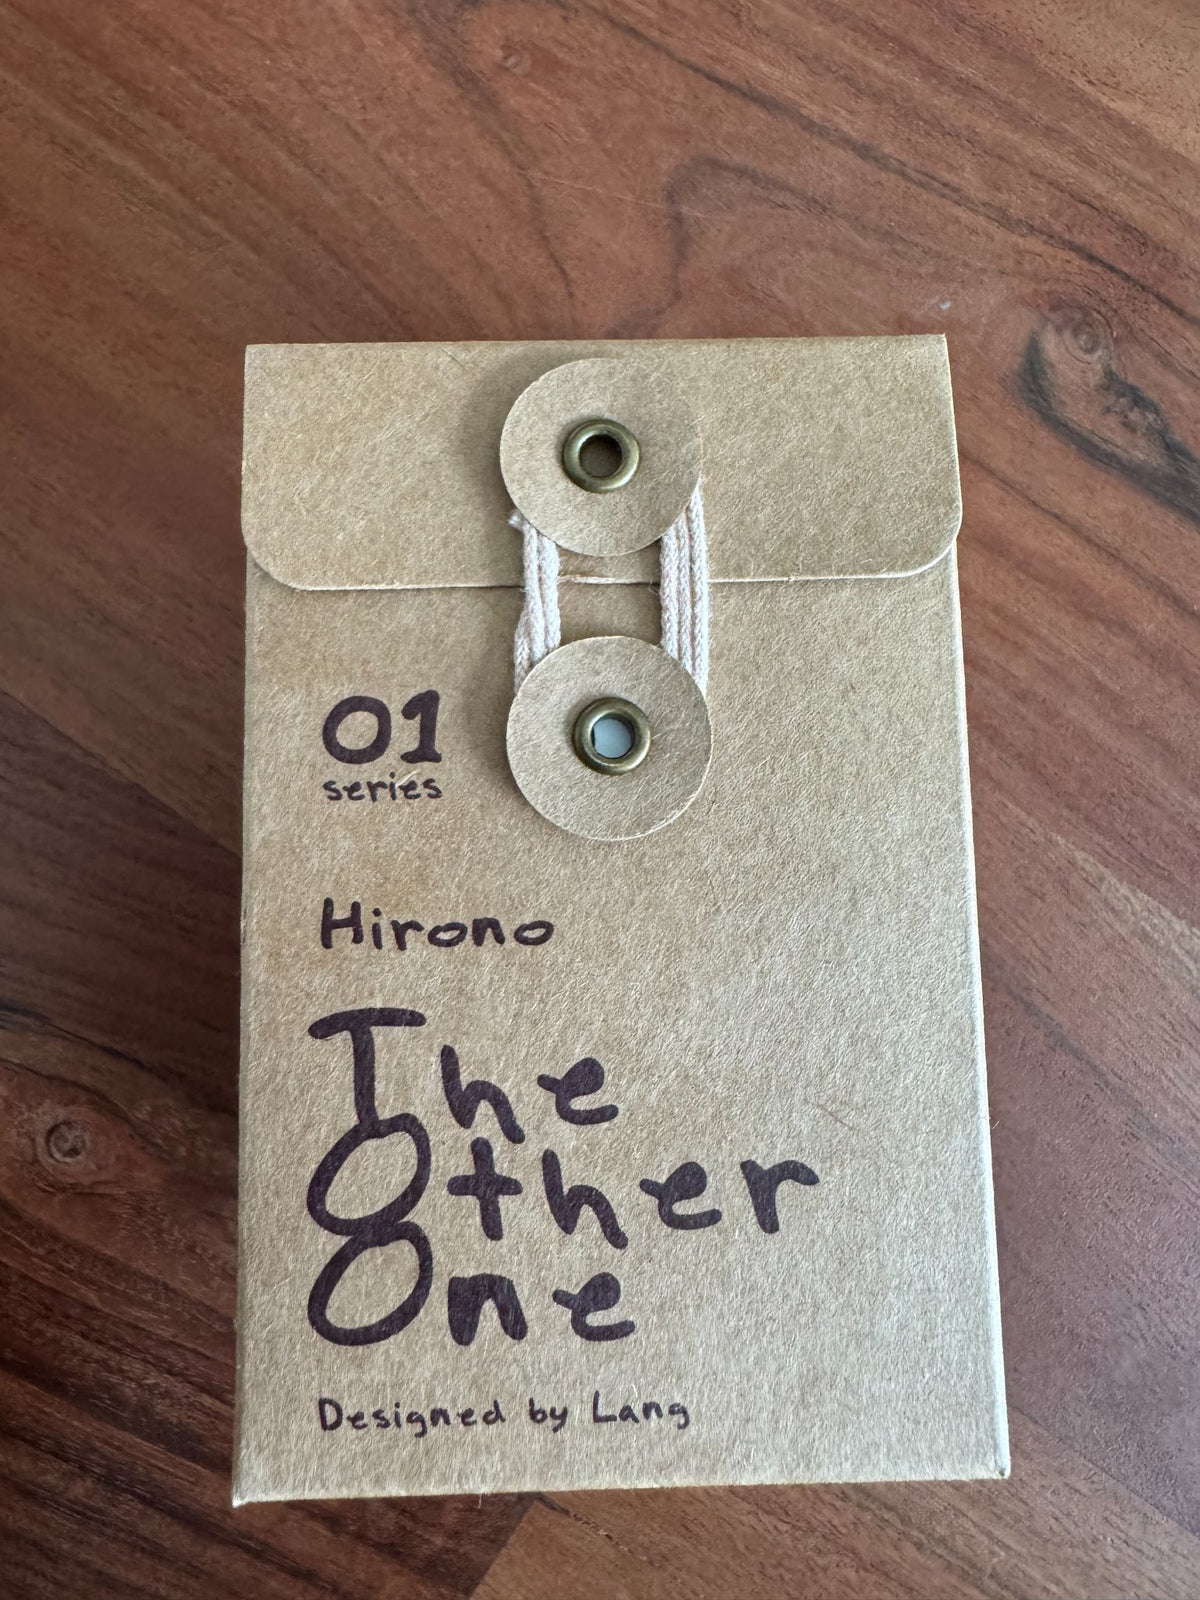 01
series
Hirono
The
Other
One
Designed by Lang